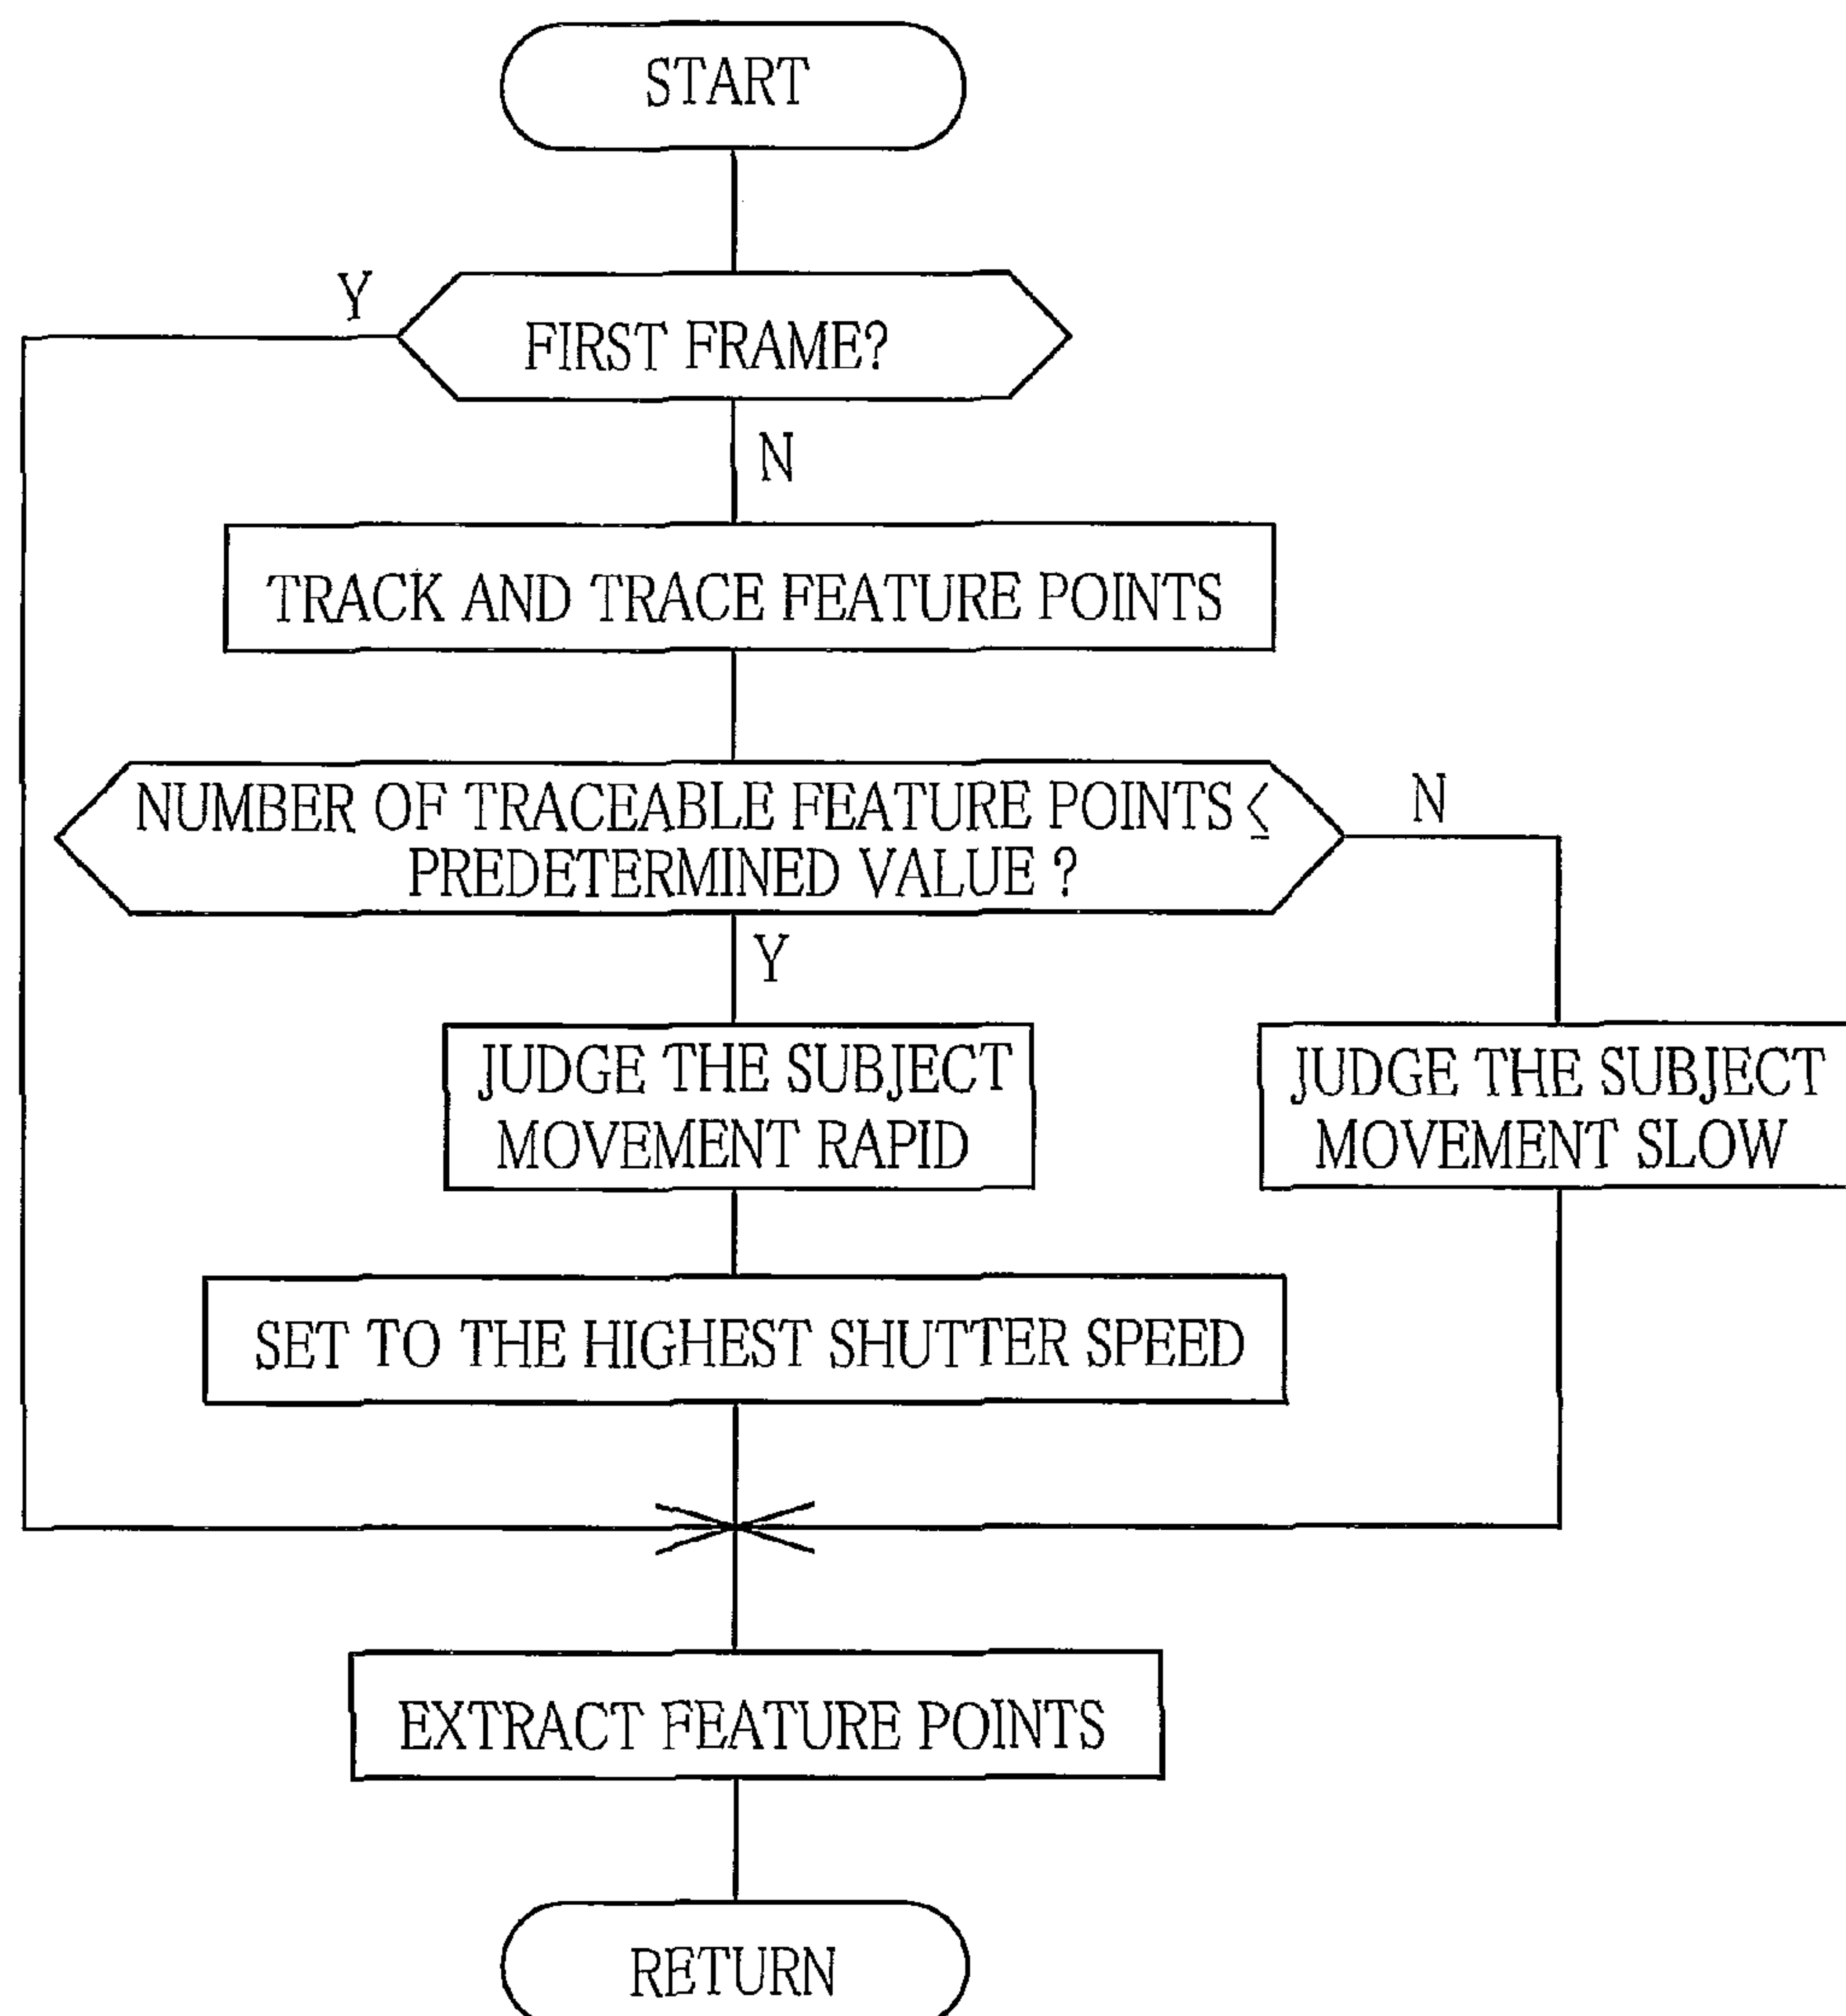 START
Y
FIRST FRAME?
N
TRACK AND TRACE FEATURE POINTS
NUMBER OF TRACEABLE FEATURE POINTS ≤
PREDETERMINED VALUE ?
N
Y
JUDGE THE SUBJECT
MOVEMENT RAPID
JUDGE THE SUBJECT
MOVEMENT SLOW
SET TO THE HIGHEST SHUTTER SPEED
EXTRACT FEATURE POINTS
RETURN